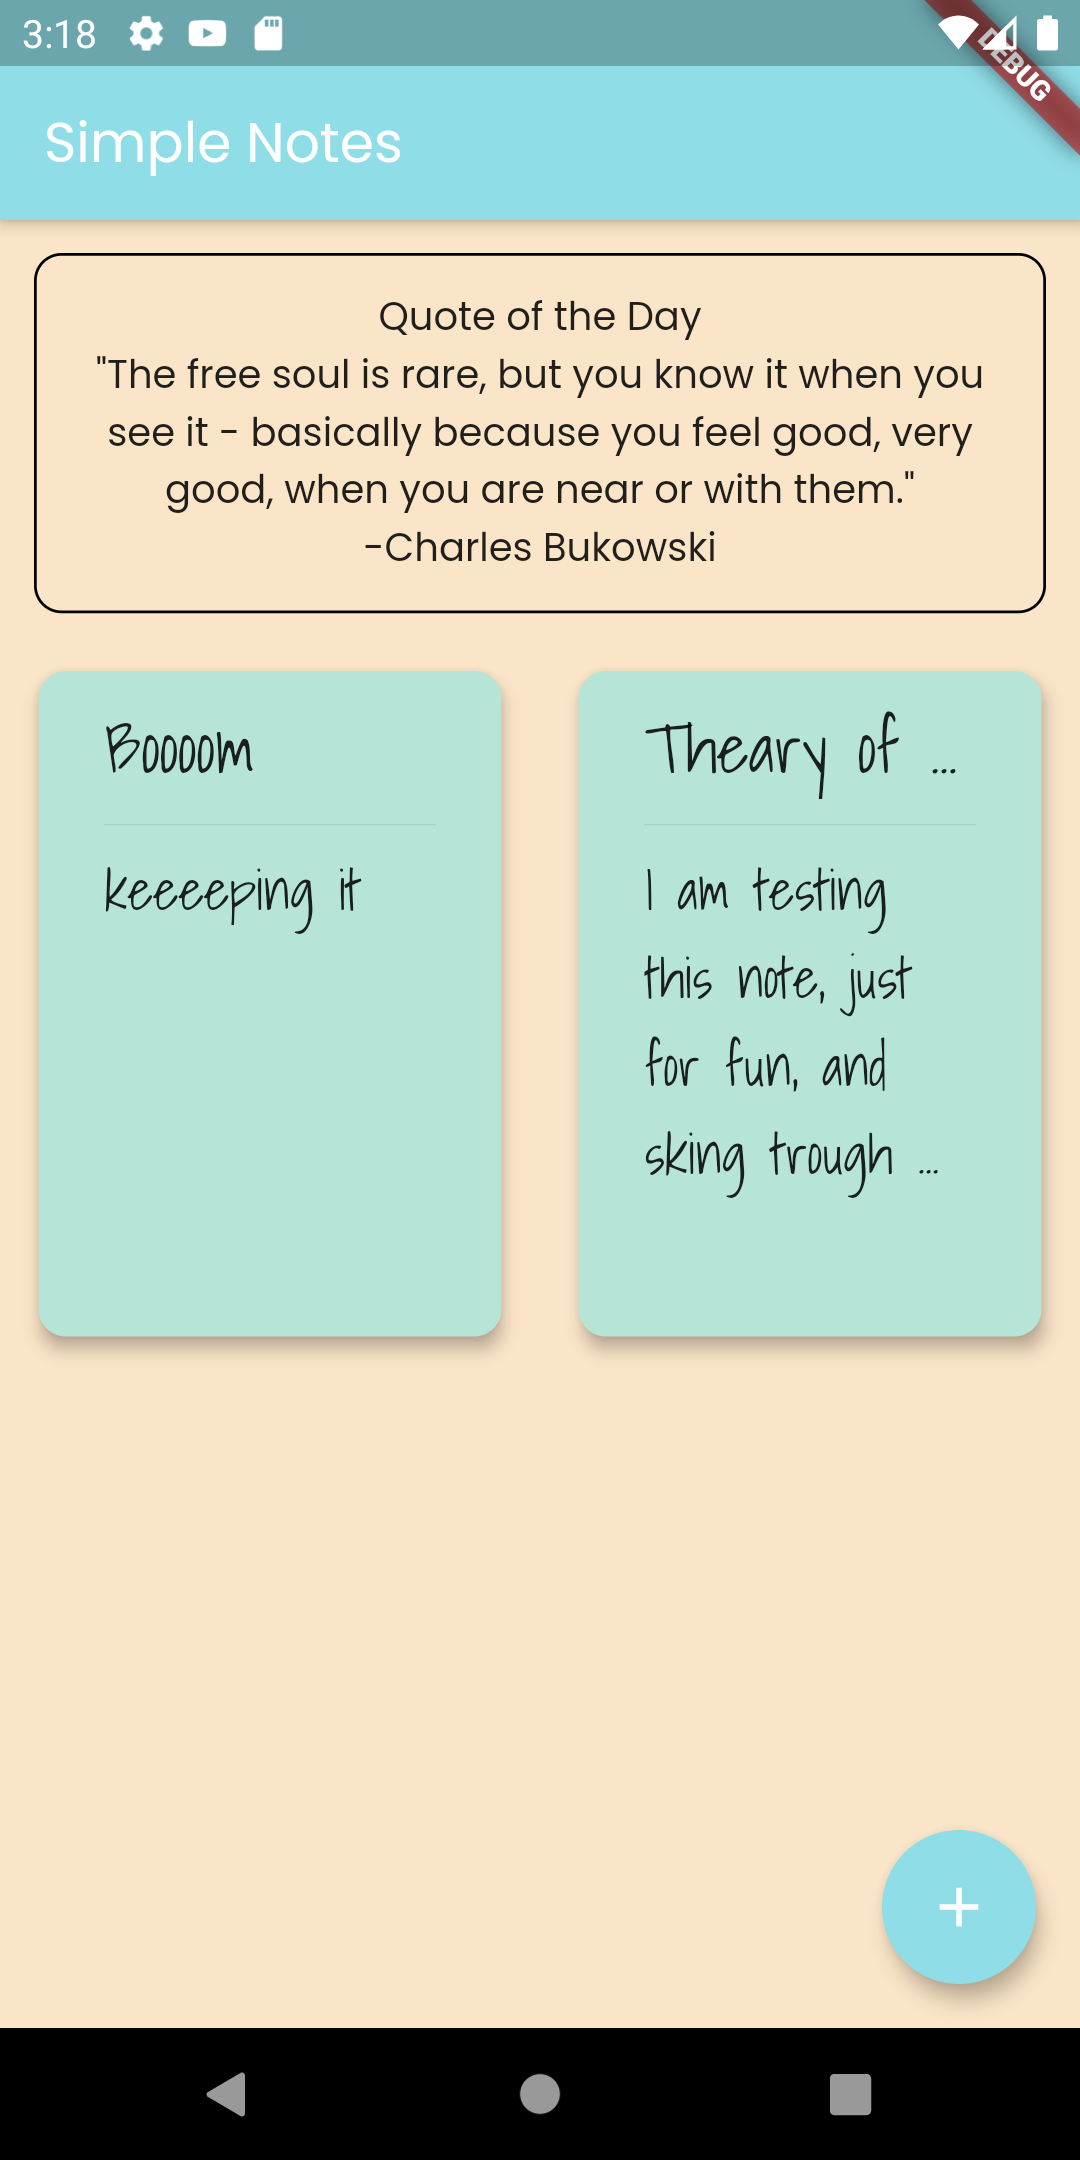 3:18
DEBUG
Simple Notes
Quote of the Day
"The free soul is rare, but you know it when you
see it - basically because you feel good, very
good, when you are near or with them."
-Charles Bukowski
Boooom
keeeeping it
Theary of ...
I am testing
this note, just
for fun, and
sking trough ...